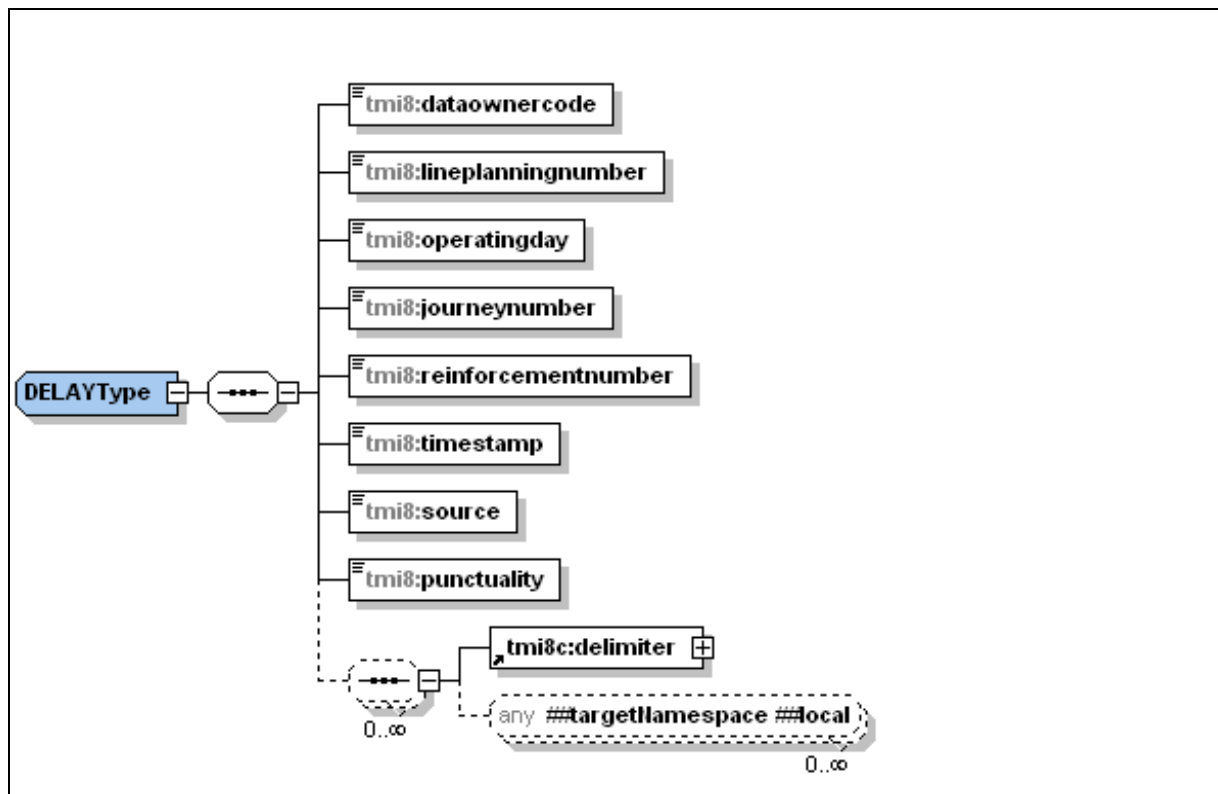 tmi8:dataownercode
tmi8:lineplanningnumber
tmi8:operatingday
tmi8:journeynumber
tmi8:reinforcementnumber
DELAYType
tmi8:timestamp
tmi8:source
tmi8:punctuality
tmi8c:delimiter
any ##targetNamespace ##local
0..∞
0..∞